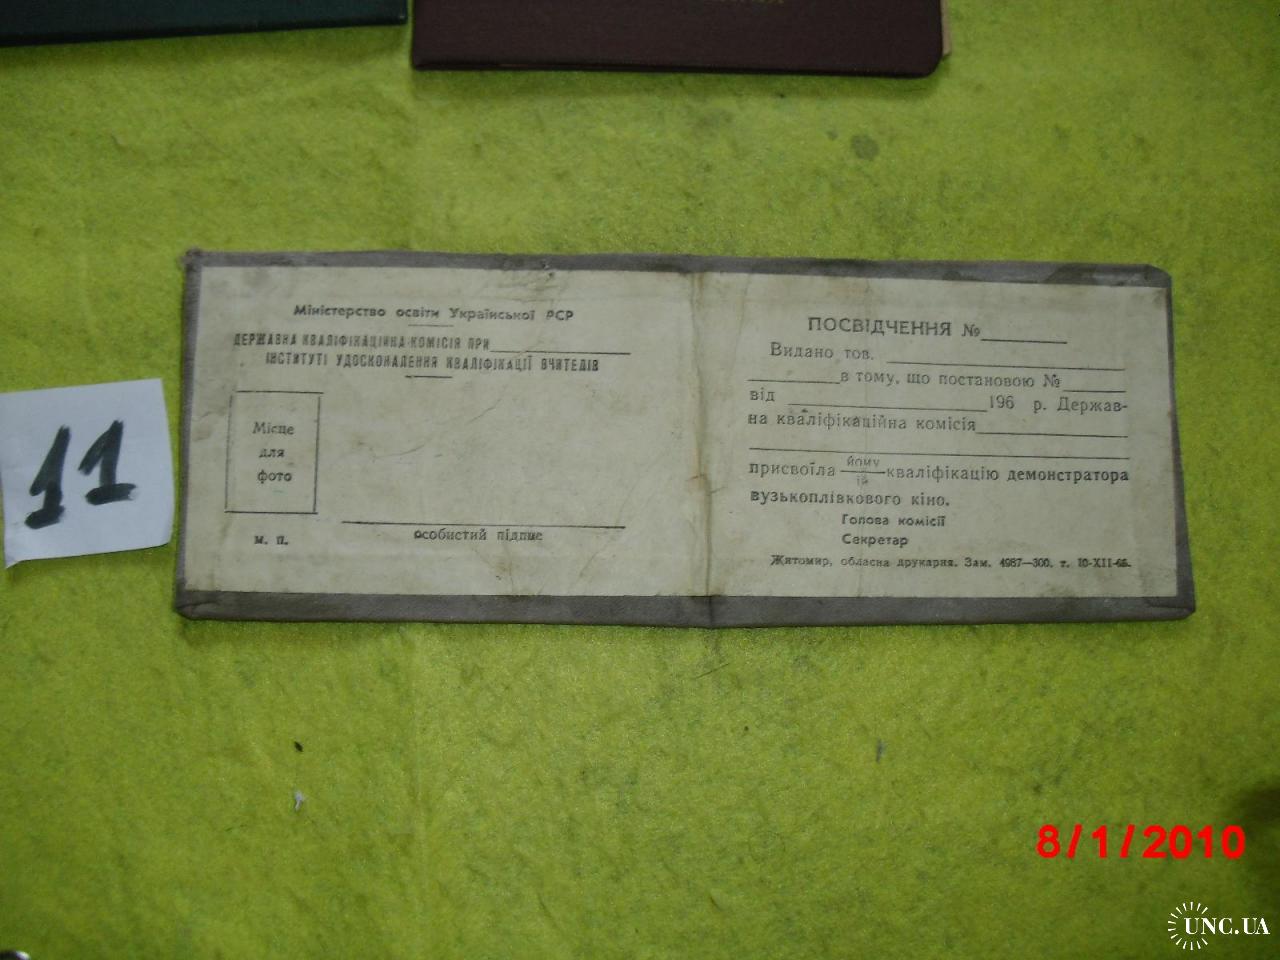 Міністерство освіти Української РСР
ДЕРЖАВНА КВАЛІФІКАЦІЙНА КОМІСІЯ ПРИ
ІНСТИТУТІ УДОСКОНАЛЕННЯ КВАЛІФІКАЦІЇ ВЧИТЕЛІВ
Місце
для
фото
особистий підпис
м. п.
ПОСВІДЧЕННЯ №
Видано тов.
в тому, що постановою №
від 196 р. Держав-
на кваліфікаційна комісія
присвоїла йому
їй кваліфікацію демонстратора
вузькоплівкового кіно.
Голова комісії
Секретар
Житомир, обласна друкарня. Зам. 4987—300. т. 10-XII-65.
11
8/1/2010
UNC.UA